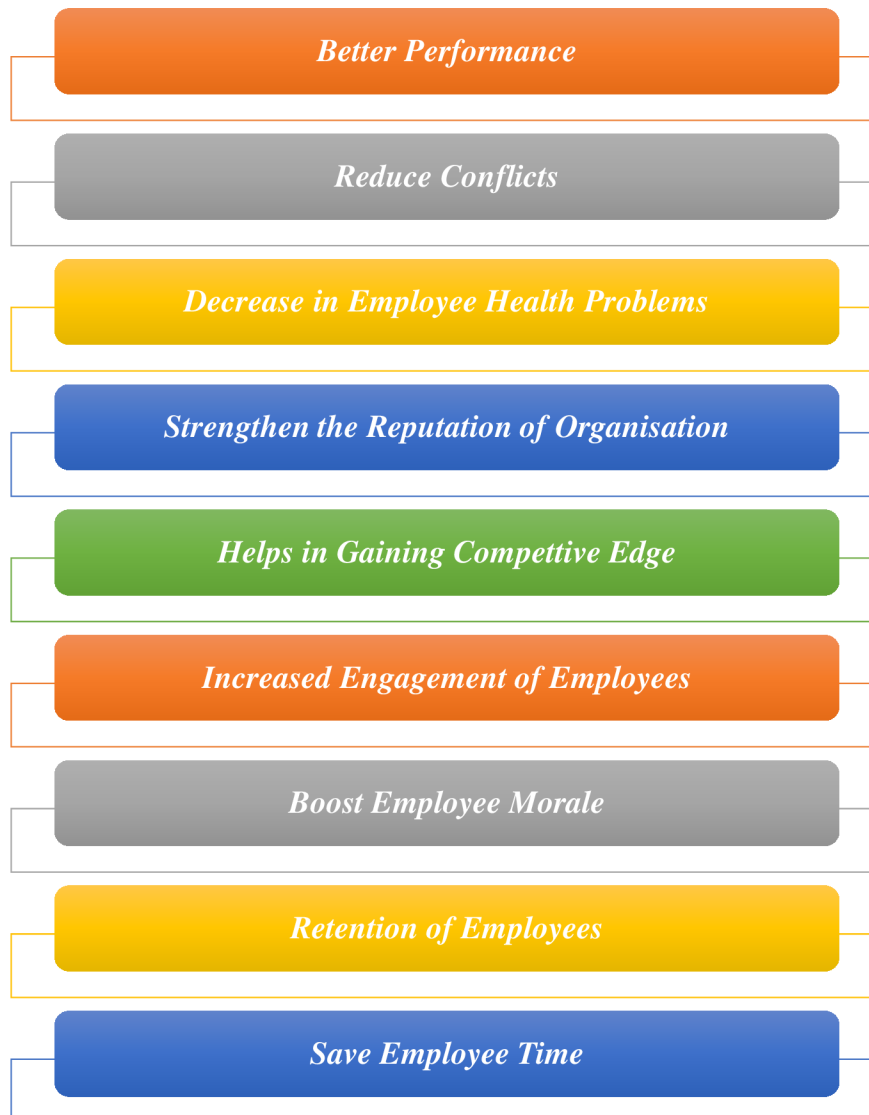 Better Performance
Reduce Conflicts
Decrease in Employee Health Problems
Strengthen the Reputation of Organisation
Helps in Gaining Compettive Edge
Increased Engagement of Employees
Boost Employee Morale
Retention of Employees
Save Employee Time